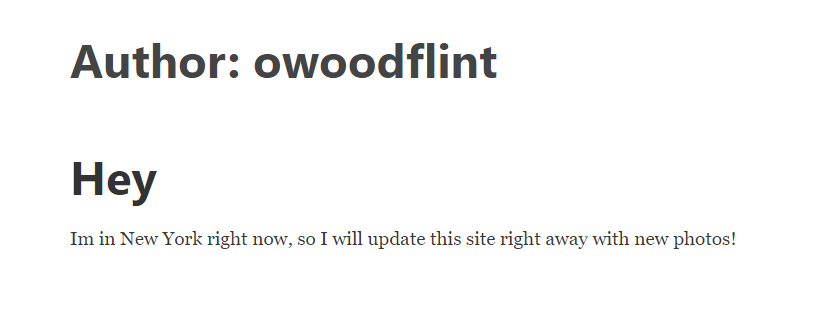 Author: owoodflint
Hey
Im in New York right now, so I will update this site right away with new photos!